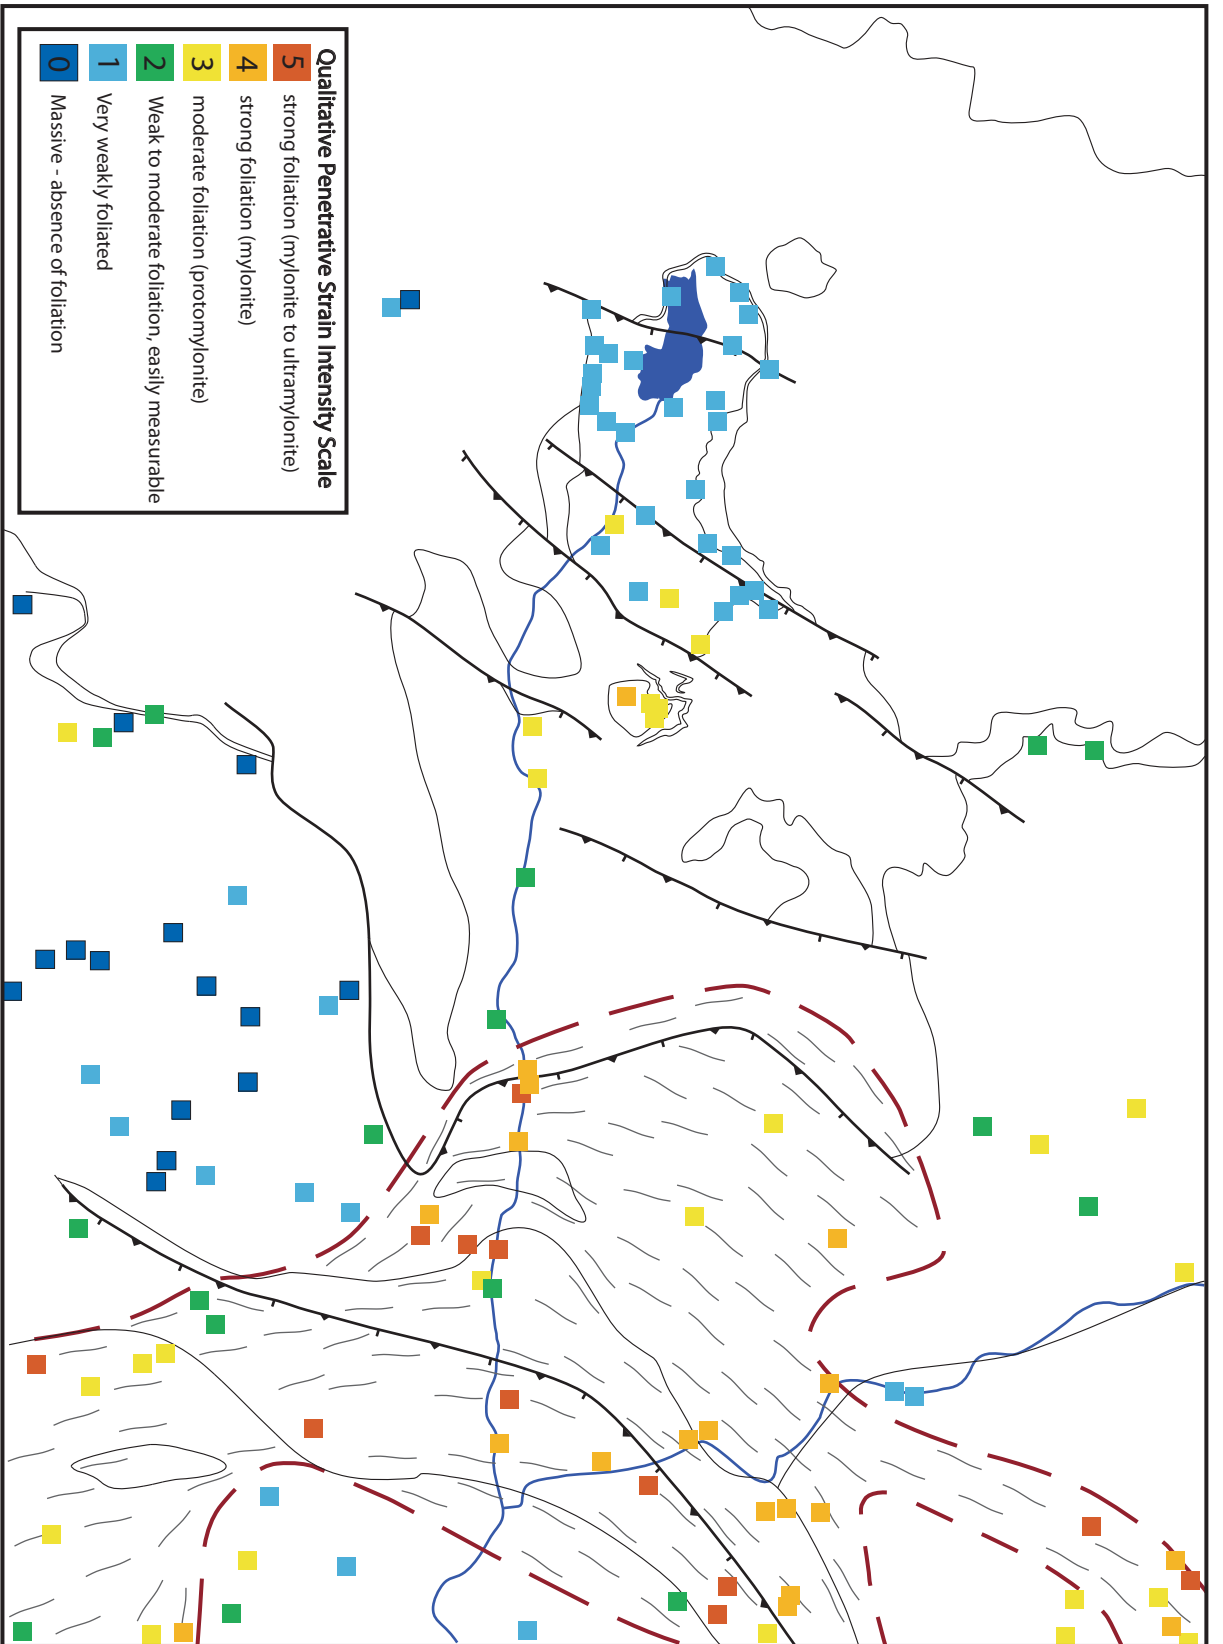 Qualitative Penetrative Strain Intensity Scale
5 strong foliation (mylonite to ultramylonite)
4 strong foliation (mylonite)
3 moderate foliation (protomylonite)
2 Weak to moderate foliation, easily measurable
1 Very weakly foliated
0 Massive - absence of foliation